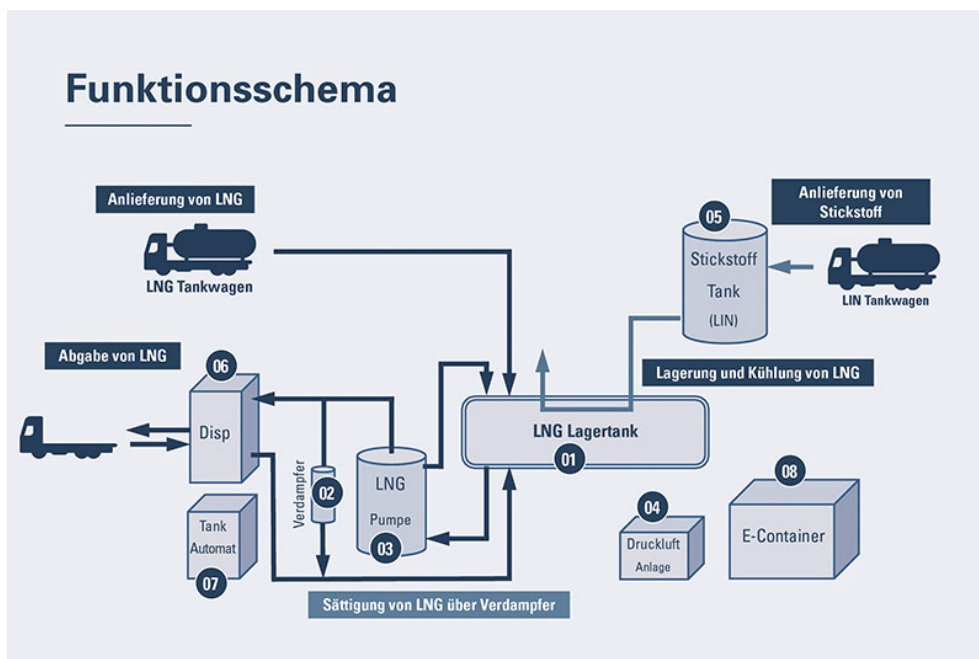 Funktionsschema
Anlieferung von LNG
LNG Tankwagen
Anlieferung von
Stickstoff
LIN Tankwagen
05
Stickstoff
Tank
(LIN)
Abgabe von LNG
06
Disp
Lagerung und Kühlung von LNG
LNG Lagertank
01
Verdampfer
02
LNG
Pumpe
03
Tank
Automat
07
04
Druckluft
Anlage
08
E-Container
Sättigung von LNG über Verdampfer